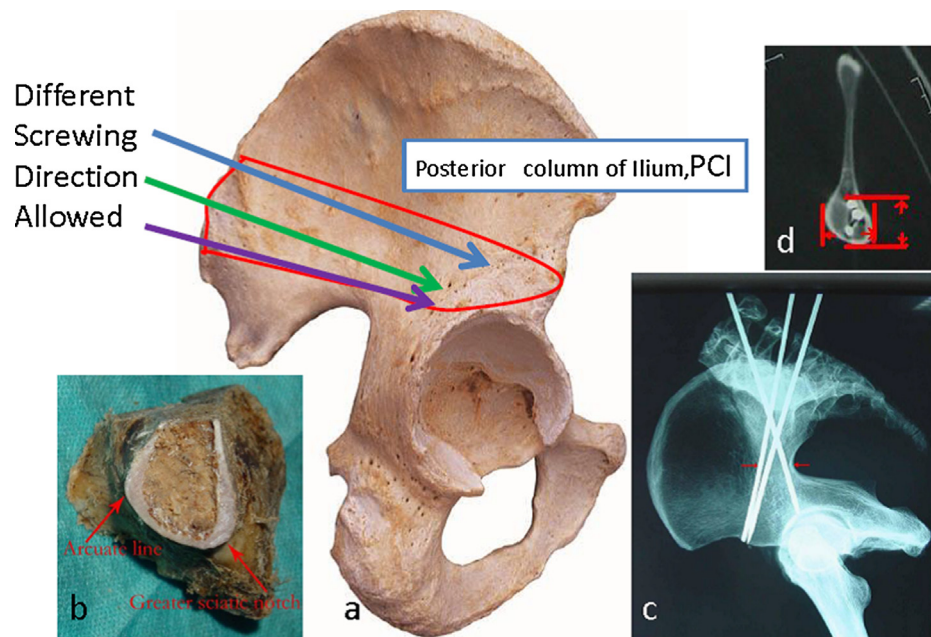 Different
Screwing
Direction
Allowed
Posterior column of Ilium,PCI
d
Arcuate line
Greater sciatic notch
b
a
c